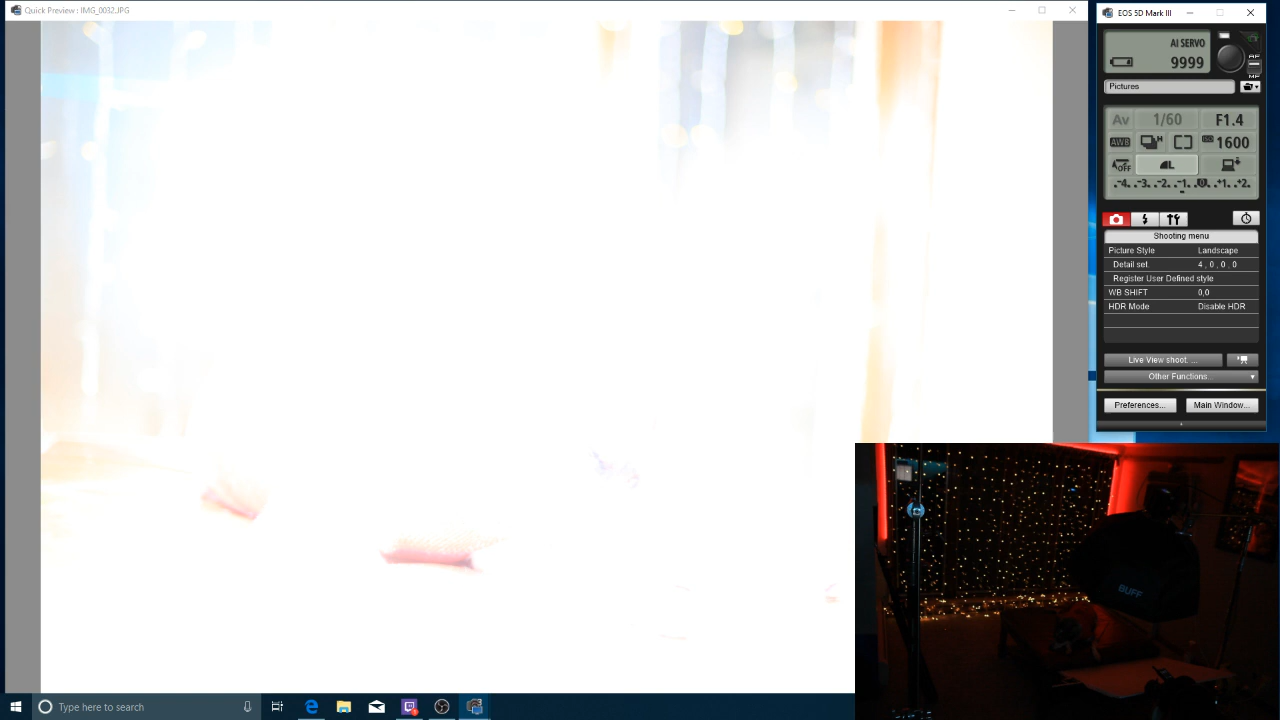 Quick Preview : IMG_0032.JPG
EOS 5D Mark III
AI SERVO
9999
AF
MF
Pictures
Av 1/60 F1.4
AWB H ISO 1600
OFF L
-4..-3..-2..-1..0..+1..+2.
Shooting menu
Picture Style Landscape
Detail set. 4 , 0 , 0 , 0
Register User Defined style
WB SHIFT 0,0
HDR Mode Disable HDR
Live View shoot. ...
Other Functions...
Preferences... Main Window...
BUFF
Type here to search